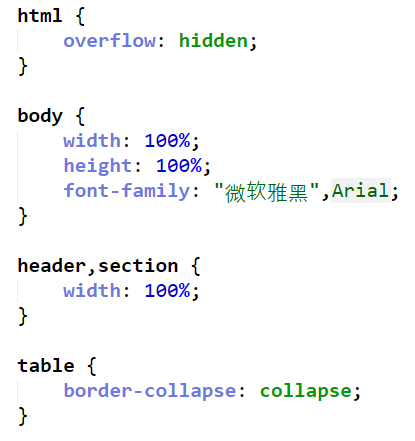 html {
    overflow: hidden;
}

body {
    width: 100%;
    height: 100%;
    font-family: "微软雅黑",Arial;
}

header,section {
    width: 100%;
}

table {
    border-collapse: collapse;
}